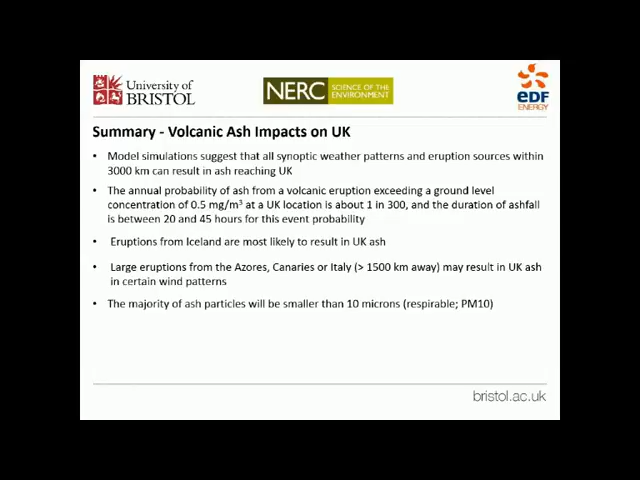 University of
BRISTOL
NERC SCIENCE OF THE
ENVIRONMENT
eDF
ENERGY
Summary - Volcanic Ash Impacts on UK
• Model simulations suggest that all synoptic weather patterns and eruption sources within
3000 km can result in ash reaching UK
• The annual probability of ash from a volcanic eruption exceeding a ground level
concentration of 0.5 mg/m³ at a UK location is about 1 in 300, and the duration of ashfall
is between 20 and 45 hours for this event probability
• Eruptions from Iceland are most likely to result in UK ash
• Large eruptions from the Azores, Canaries or Italy (> 1500 km away) may result in UK ash
in certain wind patterns
• The majority of ash particles will be smaller than 10 microns (respirable; PM10)
bristol.ac.uk